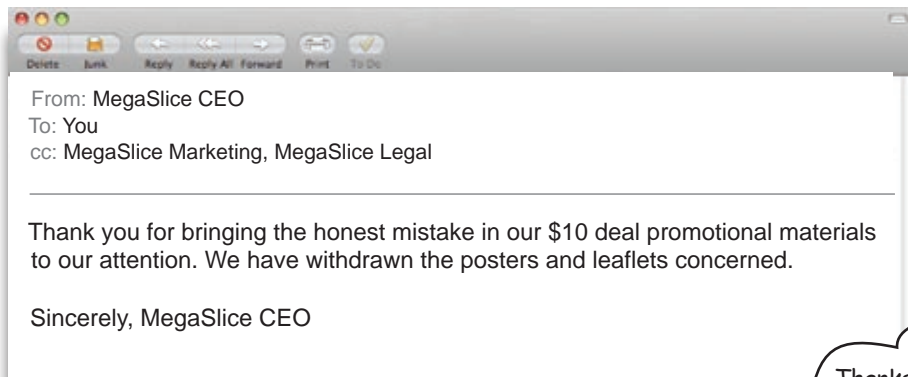 Delete Junk Reply Reply All Forward Print To Do
From: MegaSlice CEO
To: You
cc: MegaSlice Marketing, MegaSlice Legal
Thank you for bringing the honest mistake in our $10 deal promotional materials
to our attention. We have withdrawn the posters and leaflets concerned.
Sincerely, MegaSlice CEO